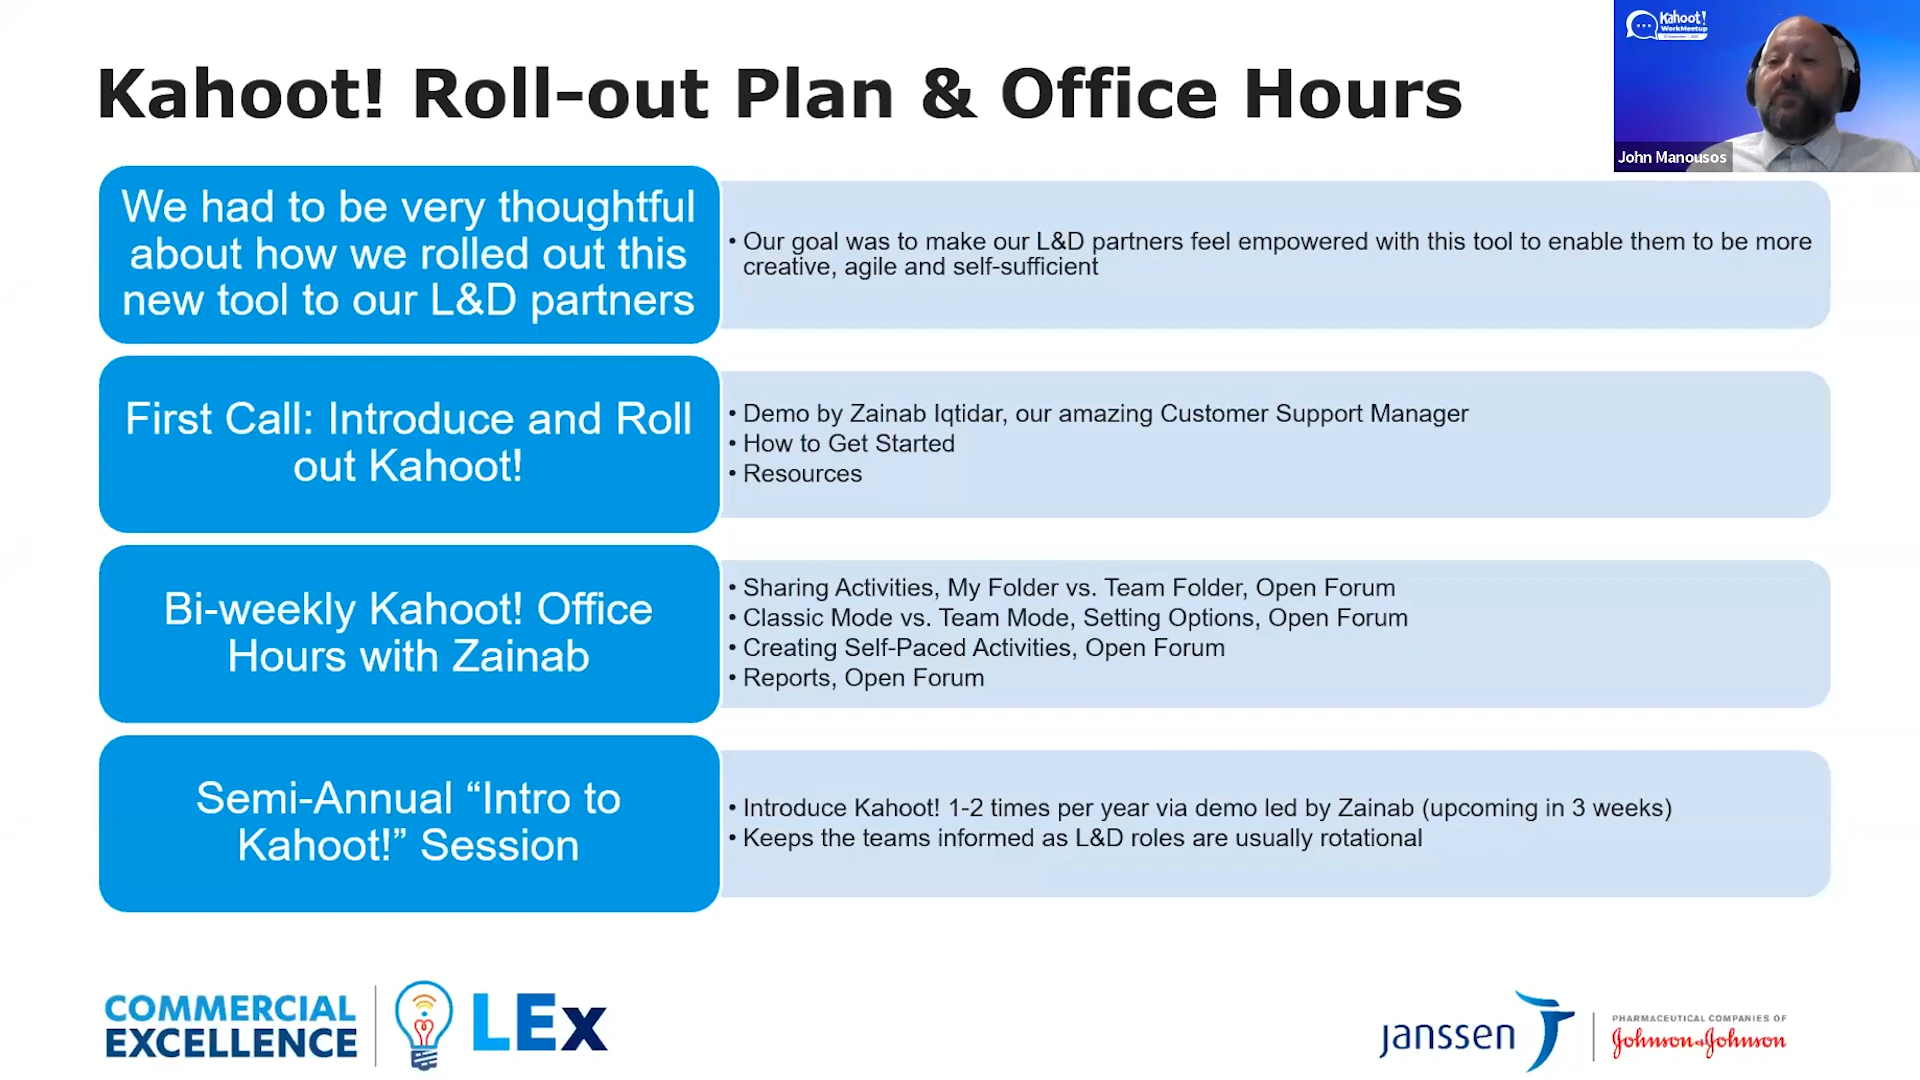 Kahoot! Roll-out Plan & Office Hours
Kahoot!
WorkMeetup
John Manousos
We had to be very thoughtful
about how we rolled out this
new tool to our L&D partners
• Our goal was to make our L&D partners feel empowered with this tool to enable them to be more
creative, agile and self-sufficient
First Call: Introduce and Roll
out Kahoot!
• Demo by Zainab Iqtidar, our amazing Customer Support Manager
• How to Get Started
• Resources
Bi-weekly Kahoot! Office
Hours with Zainab
• Sharing Activities, My Folder vs. Team Folder, Open Forum
• Classic Mode vs. Team Mode, Setting Options, Open Forum
• Creating Self-Paced Activities, Open Forum
• Reports, Open Forum
Semi-Annual “Intro to
Kahoot!” Session
• Introduce Kahoot! 1-2 times per year via demo led by Zainab (upcoming in 3 weeks)
• Keeps the teams informed as L&D roles are usually rotational
COMMERCIAL
EXCELLENCE
LEx
janssen
PHARMACEUTICAL COMPANIES OF
Johnson & Johnson